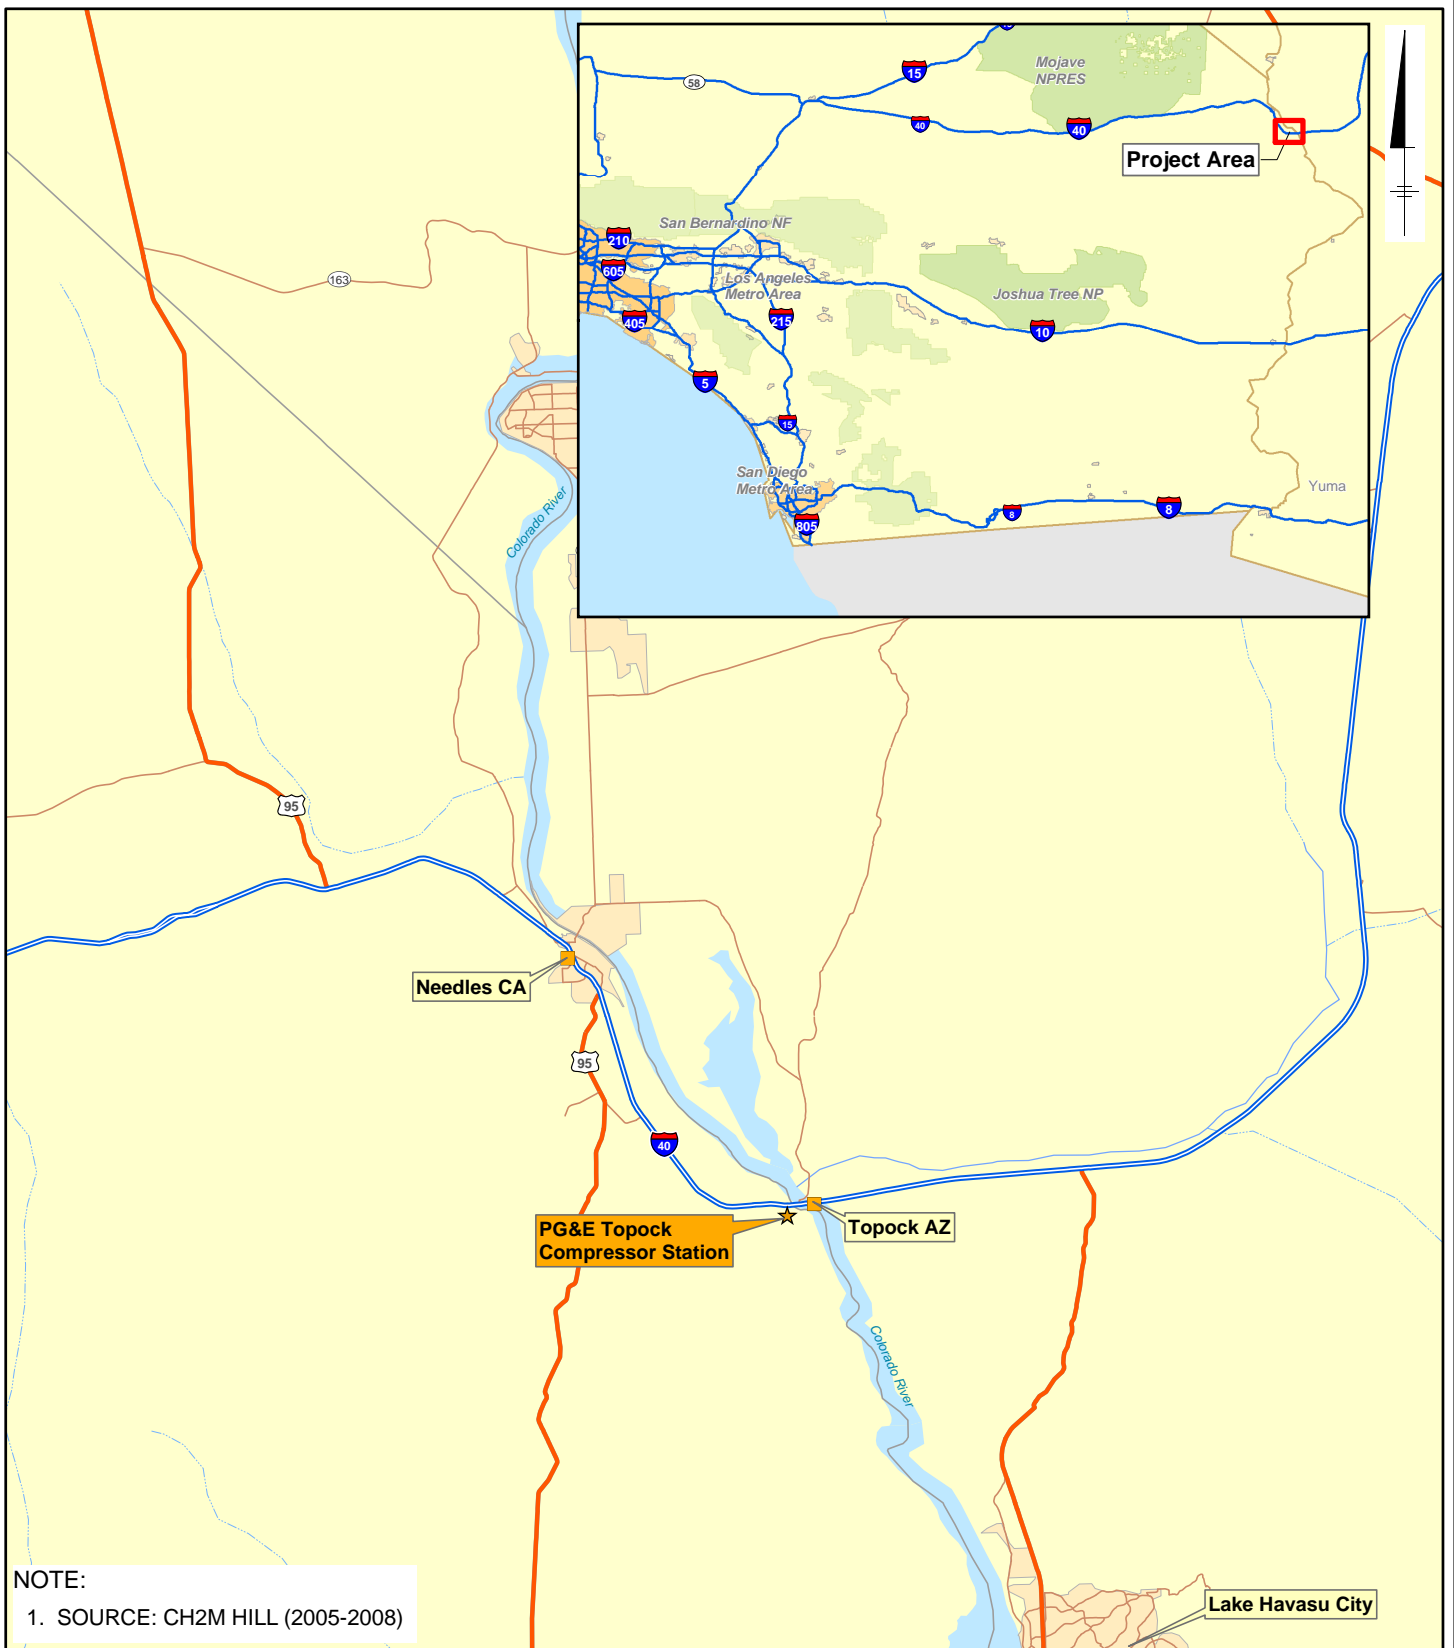 15
Mojave
NPRES
58
40
40
Project Area
San Bernardino NF
210
605
Los Angeles
Metro Area
Joshua Tree NP
405
215
10
5
15
San Diego
Metro Area
Yuma
805
8
8
163
Colorado River
95
Needles CA
95
40
PG&E Topock
Compressor Station
Topock AZ
Colorado River
NOTE:
1. SOURCE: CH2M HILL (2005-2008)
Lake Havasu City